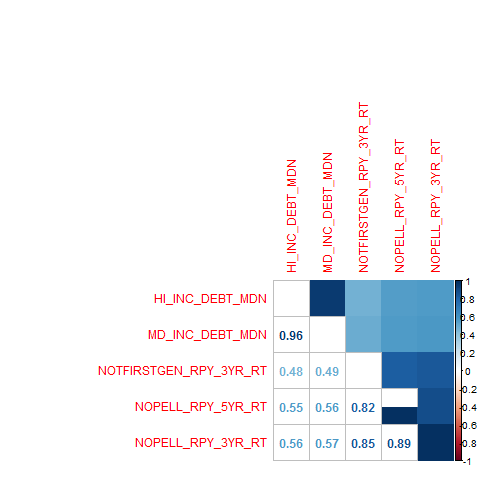 HI_INC_DEBT_MDN
MD_INC_DEBT_MDN
NOTFIRSTGEN_RPY_3YR_RT
NOPELL_RPY_5YR_RT
NOPELL_RPY_3YR_RT
HI_INC_DEBT_MDN
MD_INC_DEBT_MDN 0.96
NOTFIRSTGEN_RPY_3YR_RT 0.48 0.49
NOPELL_RPY_5YR_RT 0.55 0.56 0.82
NOPELL_RPY_3YR_RT 0.56 0.57 0.85 0.89
1
0.8
0.6
0.4
0.2
0
-0.2
-0.4
-0.6
-0.8
-1